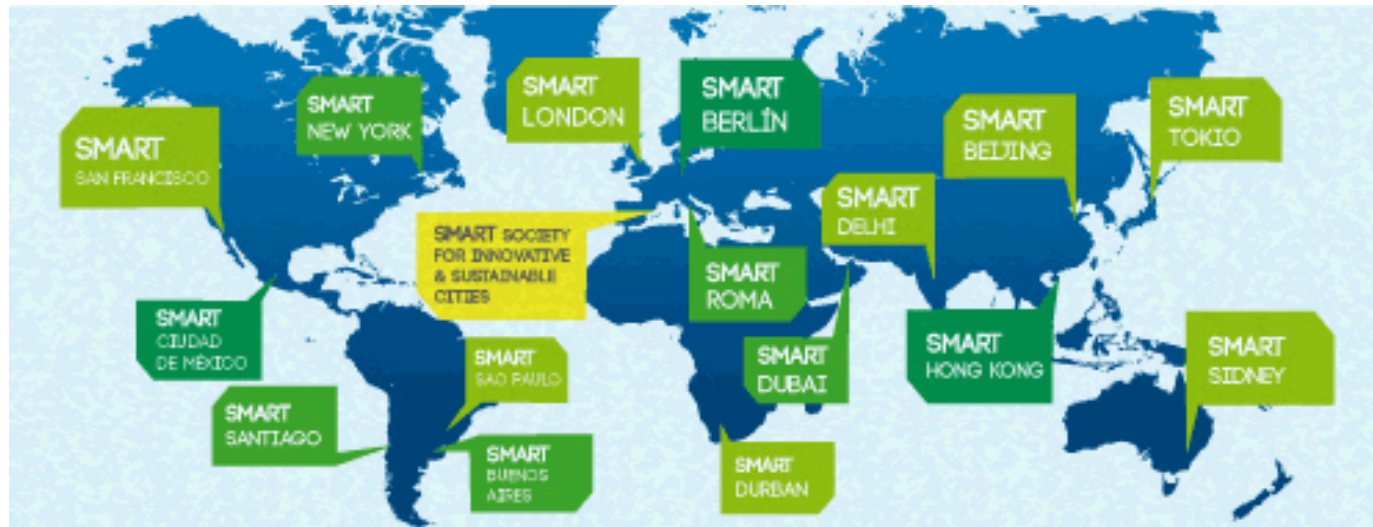 SMART
SAN FRANCISCO
SMART
NEW YORK
SMART
LONDON
SMART
BERLÍN
SMART
BEIJING
SMART
TOKIO
SMART SOCIETY
FOR INNOVATIVE
& SUSTAINABLE
CITIES
SMART
DELHI
SMART
ROMA
SMART
CIUDAD
DE MÉXICO
SMART
SAO PAULO
SMART
DUBAI
SMART
HONG KONG
SMART
SIDNEY
SMART
SANTIAGO
SMART
BUENOS
AIRES
SMART
DURBAN